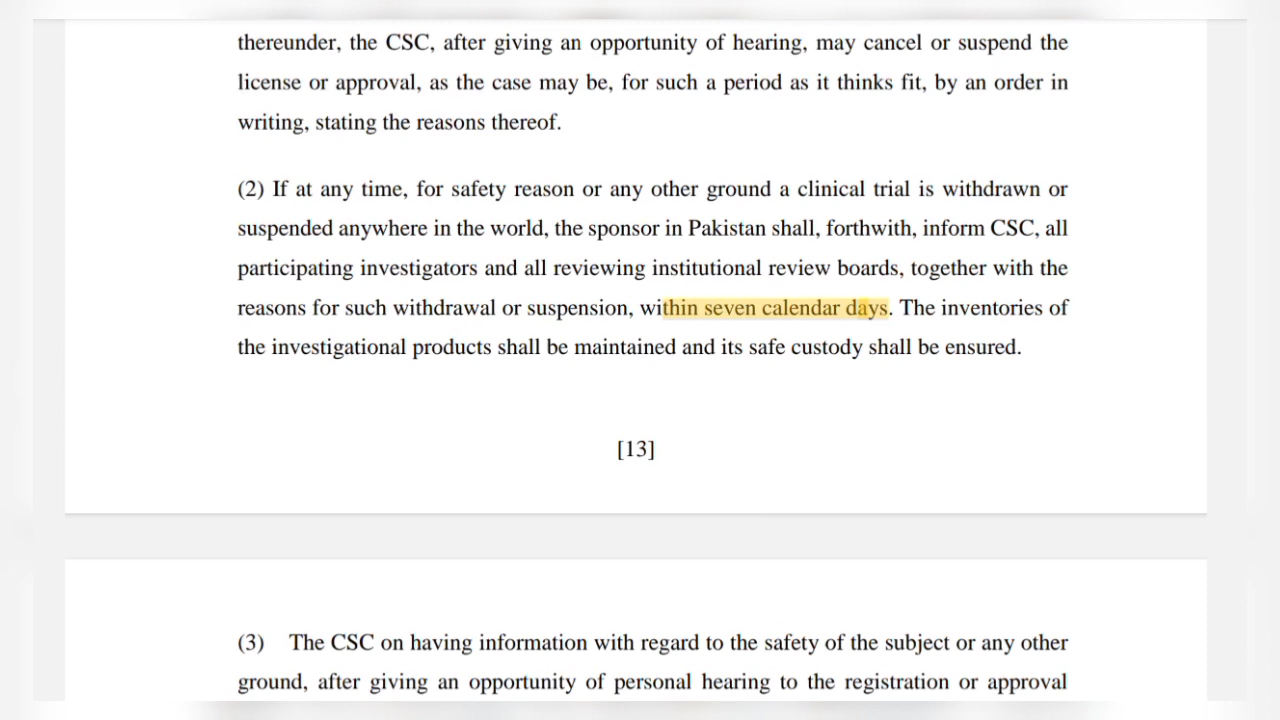 thereunder, the CSC, after giving an opportunity of hearing, may cancel or suspend the
license or approval, as the case may be, for such a period as it thinks fit, by an order in
writing, stating the reasons thereof.
(2) If at any time, for safety reason or any other ground a clinical trial is withdrawn or
suspended anywhere in the world, the sponsor in Pakistan shall, forthwith, inform CSC, all
participating investigators and all reviewing institutional review boards, together with the
reasons for such withdrawal or suspension, within seven calendar days. The inventories of
the investigational products shall be maintained and its safe custody shall be ensured.
[13]
(3) The CSC on having information with regard to the safety of the subject or any other
ground, after giving an opportunity of personal hearing to the registration or approval